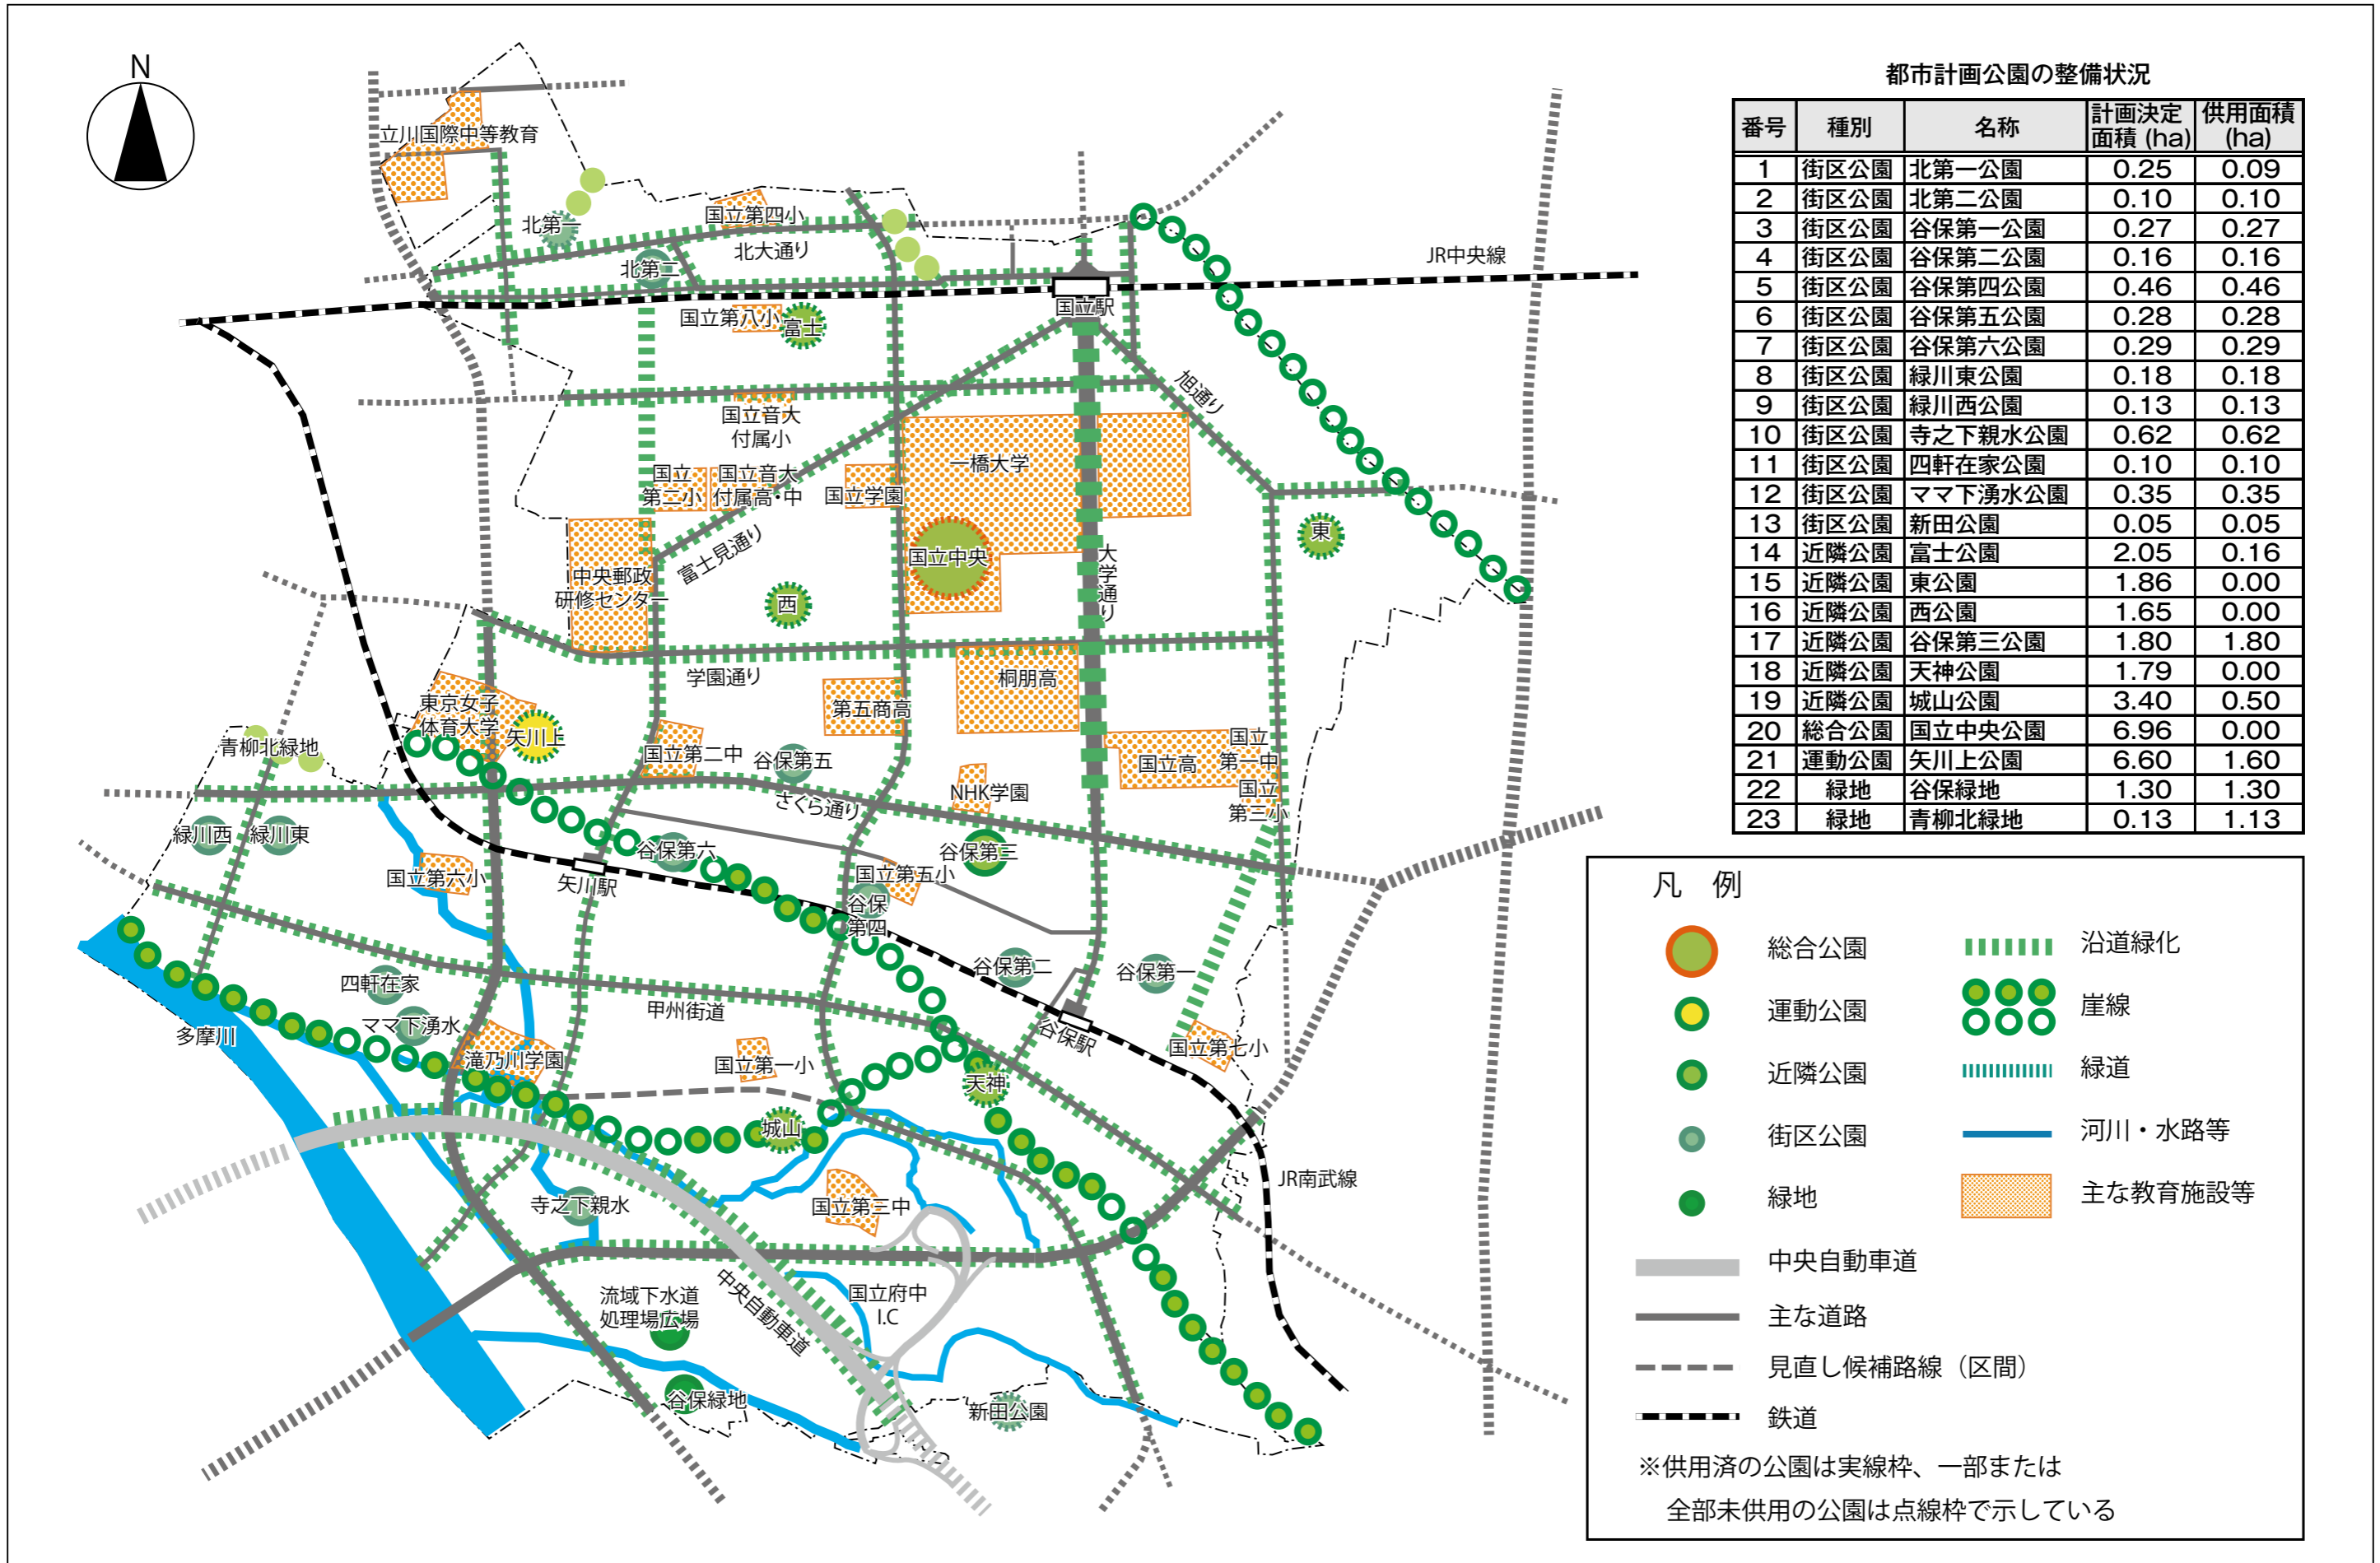 N
立川国際中等教育
北第一
国立第四小
北大通り
北第二
JR中央線
国立駅
国立第八小
富士
旭通り
国立音大
付属小
一橋大学
国立
第二小
国立音大
付属高・中
国立学園
東
富士見通り
国立中央
大学通り
中央郵政
研修センター
西
学園通り
桐朋高
東京女子
体育大学
矢川上
第五商高
青柳北緑地
国立第二中
谷保第五
国立高
国立
第一中
NHK学園
さくら通り
国立
第三小
緑川西
緑川東
谷保第六
谷保第三
国立第六小
矢川駅
国立第五小
谷保
第四
谷保第二
谷保第一
四軒在家
甲州街道
ママ下湧水
多摩川
谷保駅
滝乃川学園
国立第一小
国立第七小
天神
城山
JR南武線
寺之下親水
国立第三中
流域下水道
処理場広場
中央自動車道
国立府中
I.C
谷保緑地
新田公園
都市計画公園の整備状況
番号 種別 名称 計画決定面積 (ha) 供用面積 (ha)
1 街区公園 北第一公園 0.25 0.09
2 街区公園 北第二公園 0.10 0.10
3 街区公園 谷保第一公園 0.27 0.27
4 街区公園 谷保第二公園 0.16 0.16
5 街区公園 谷保第四公園 0.46 0.46
6 街区公園 谷保第五公園 0.28 0.28
7 街区公園 谷保第六公園 0.29 0.29
8 街区公園 緑川東公園 0.18 0.18
9 街区公園 緑川西公園 0.13 0.13
10 街区公園 寺之下親水公園 0.62 0.62
11 街区公園 四軒在家公園 0.10 0.10
12 街区公園 ママ下湧水公園 0.35 0.35
13 街区公園 新田公園 0.05 0.05
14 近隣公園 富士公園 2.05 0.16
15 近隣公園 東公園 1.86 0.00
16 近隣公園 西公園 1.65 0.00
17 近隣公園 谷保第三公園 1.80 1.80
18 近隣公園 天神公園 1.79 0.00
19 近隣公園 城山公園 3.40 0.50
20 総合公園 国立中央公園 6.96 0.00
21 運動公園 矢川上公園 6.60 1.60
22 緑地 谷保緑地 1.30 1.30
23 緑地 青柳北緑地 0.13 1.13
凡 例
総合公園
運動公園
近隣公園
街区公園
緑地
沿道緑化
崖線
緑道
河川・水路等
主な教育施設等
中央自動車道
主な道路
見直し候補路線（区間）
鉄道
※供用済の公園は実線枠、一部または
全部未供用の公園は点線枠で示している